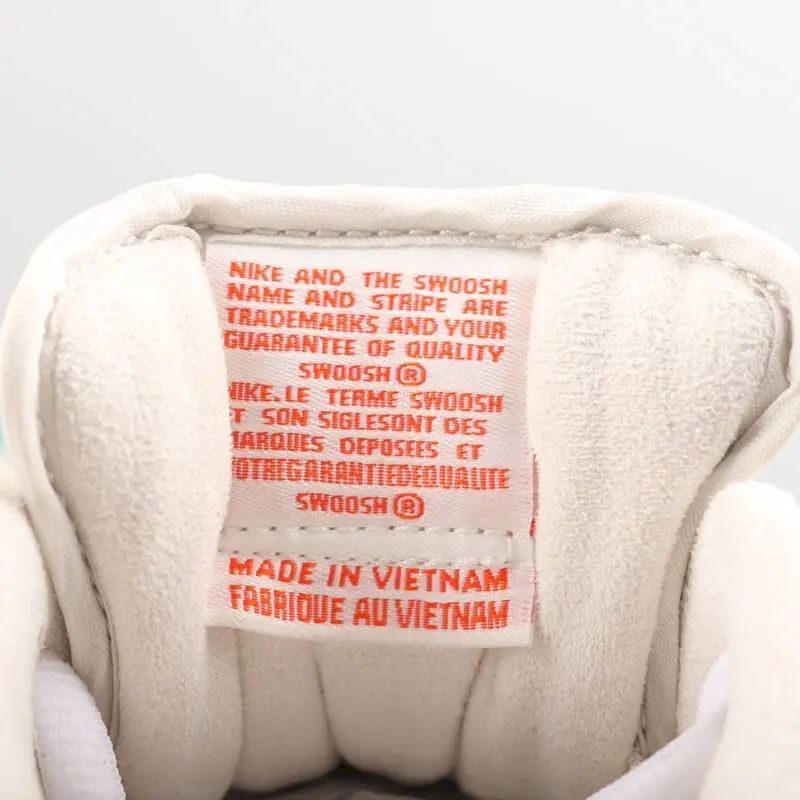 NIKE AND THE SWOOSH
NAME AND STRIPE ARE
TRADEMARKS AND YOUR
GUARANTEE OF QUALITY
SWOOSH®
NIKE.LE TERME SWOOSH
ET SON SIGLESONT DES
MARQUES DEPOSEES ET
VOTREGARANTIEDEQUALITE
SWOOSH®
MADE IN VIETNAM
FABRIQUE AU VIETNAM